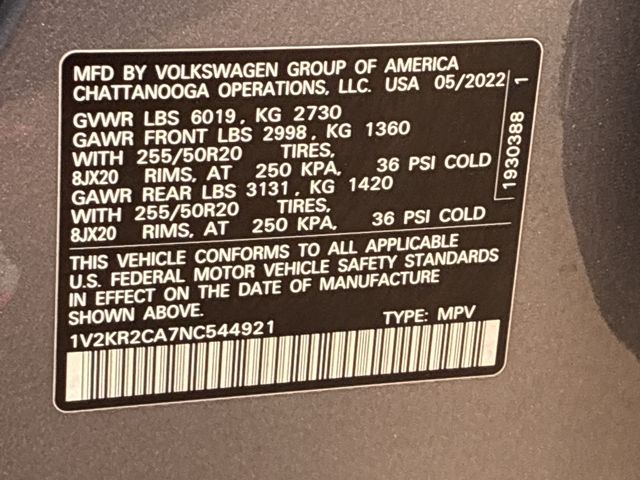 MFD BY VOLKSWAGEN GROUP OF AMERICA
CHATTANOOGA OPERATIONS, LLC. USA 05/2022
GVWR LBS 6019, KG 2730
GAWR FRONT LBS 2998, KG 1360
WITH 255/50R20 TIRES,
8JX20 RIMS, AT 250 KPA, 36 PSI COLD
GAWR REAR LBS 3131, KG 1420
WITH 255/50R20 TIRES,
8JX20 RIMS, AT 250 KPA, 36 PSI COLD
THIS VEHICLE CONFORMS TO ALL APPLICABLE
U.S. FEDERAL MOTOR VEHICLE SAFETY STANDARDS
IN EFFECT ON THE DATE OF MANUFACTURE
SHOWN ABOVE.
1V2KR2CA7NC544921 TYPE: MPV
1930388 1